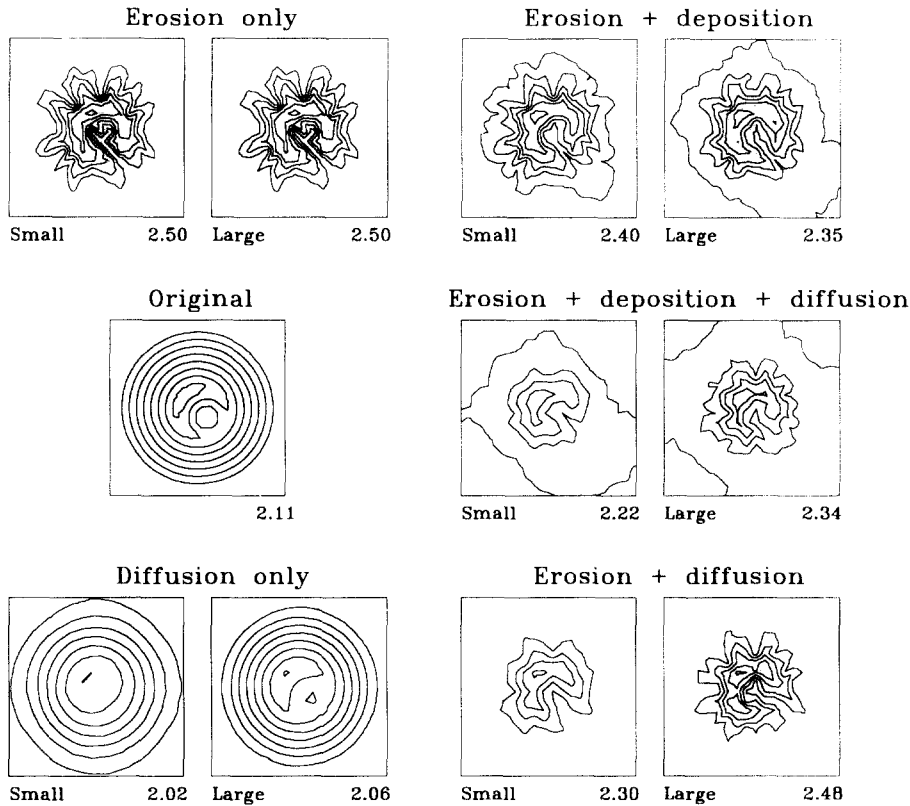 Erosion only
Erosion + deposition
Small 2.50
Large 2.50
Small 2.40
Large 2.35
Original
Erosion + deposition + diffusion
2.11
Small 2.22
Large 2.34
Diffusion only
Erosion + diffusion
Small 2.02
Large 2.06
Small 2.30
Large 2.48